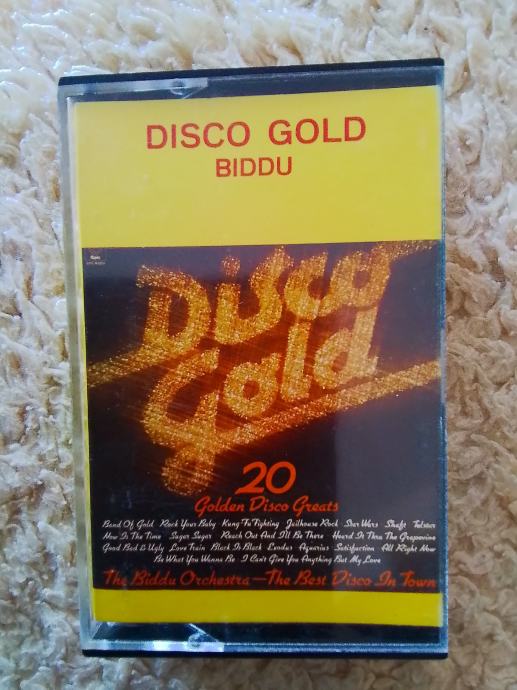 DISCO GOLD
BIDDU
Epic
Disco
Gold
20
Golden Disco Greats
Band Of Gold Rock Your Baby Kung Fu Fighting Jailhouse Rock Star Wars Shaft Telstar
Now Is The Time Sugar Sugar Reach Out And I'll Be There Heard It Thru The Grapevine
Good Bad & Ugly Love Train Black Is Black Exodus Aquarius Satisfaction All Right Now
Be What You Wanna Be I Can't Give You Anything But My Love
The Biddu Orchestra—The Best Disco In Town